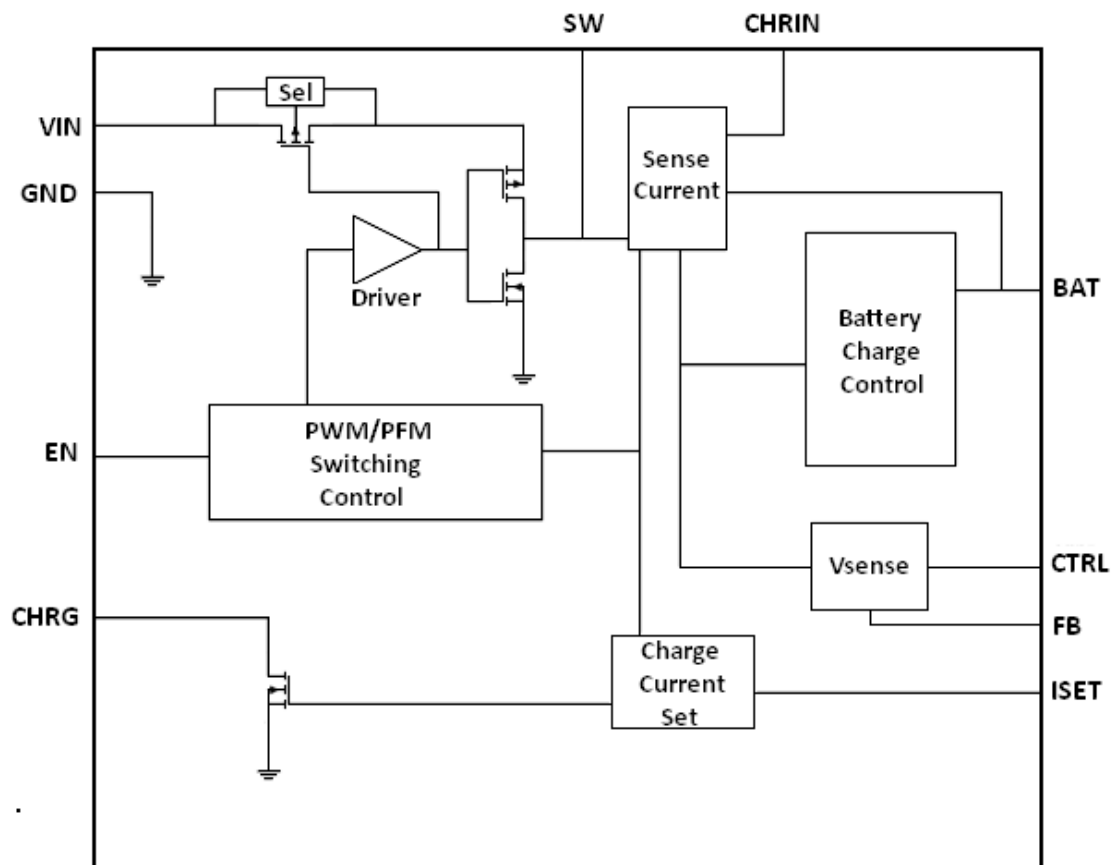 SW
CHRIN
Sel
VIN
Sense
Current
GND
Driver
BAT
Battery
Charge
Control
PWM/PFM
Switching
Control
EN
Vsense
CTRL
CHRG
FB
Charge
Current
Set
ISET
.